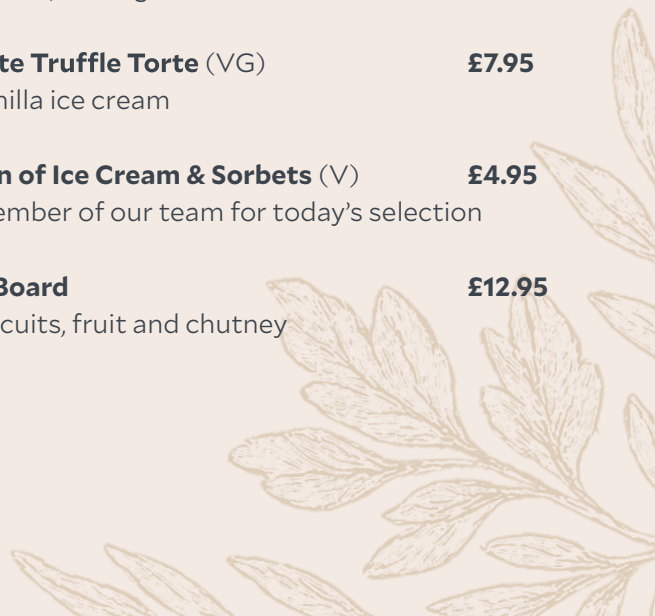 te Truffle Torte (VG) £7.95
nilla ice cream
n of Ice Cream & Sorbets (V) £4.95
ember of our team for today's selection
Board £12.95
cuits, fruit and chutney